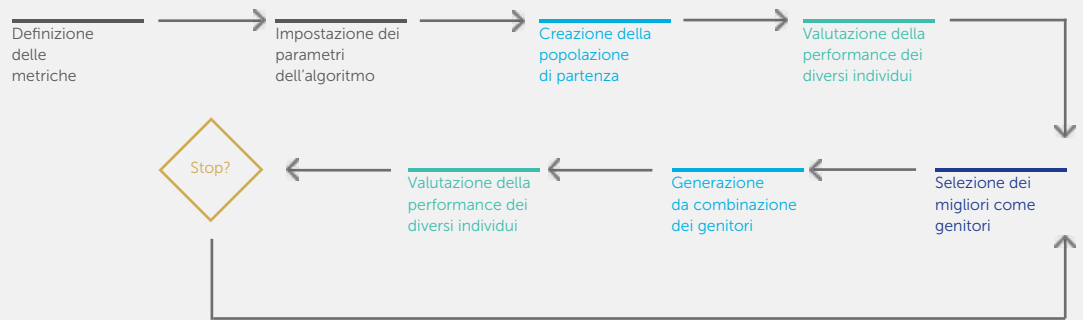 Definizione
delle
metriche
Impostazione dei
parametri
dell'algoritmo
Creazione della
popolazione
di partenza
Valutazione della
performance dei
diversi individui
Selezione dei
migliori come
genitori
Generazione
da combinazione
dei genitori
Valutazione della
performance dei
diversi individui
Stop?